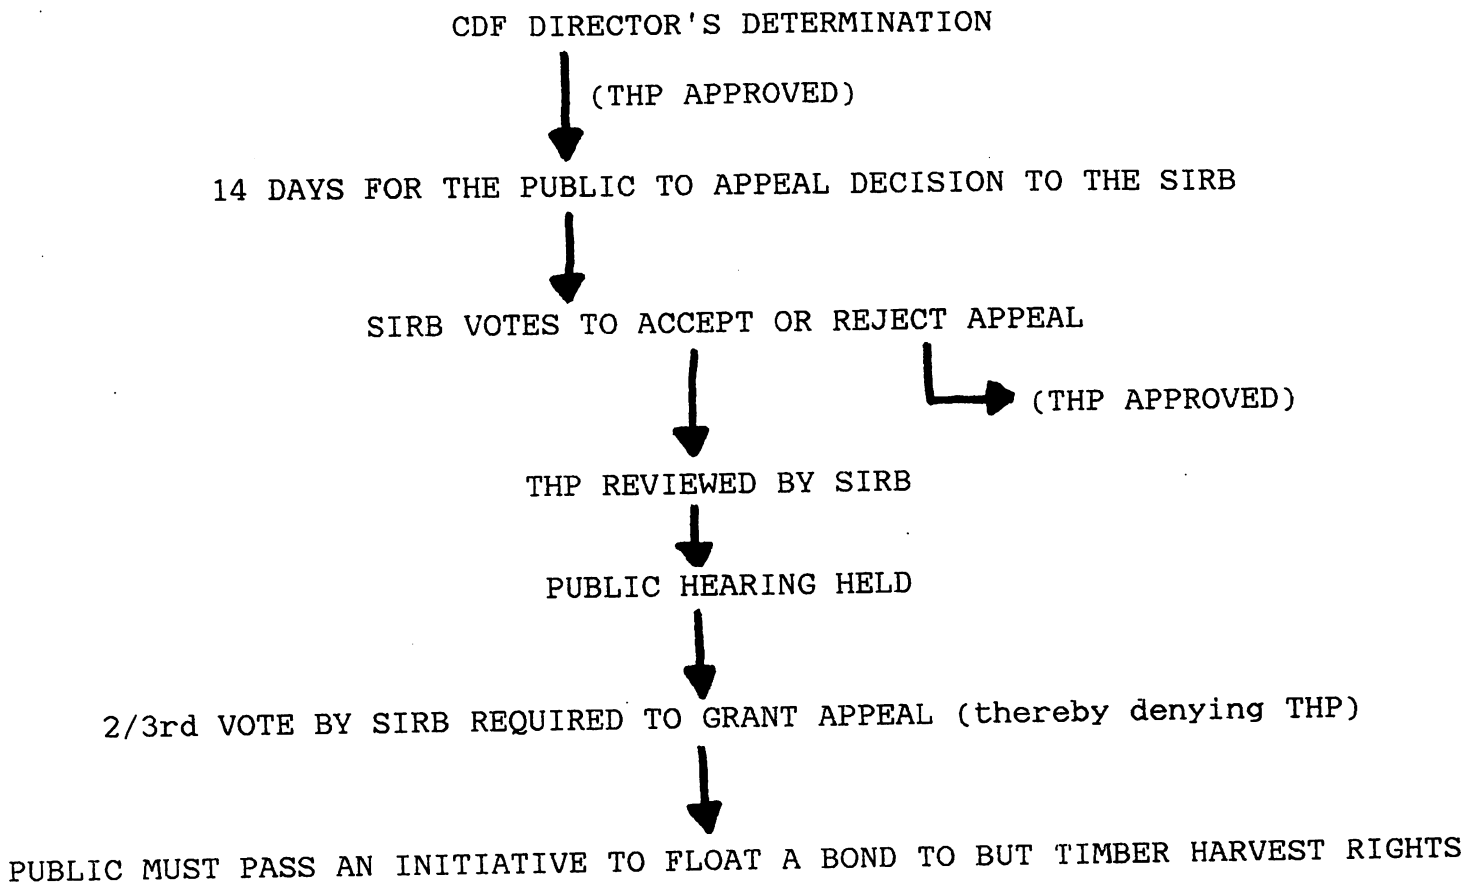 CDF DIRECTOR'S DETERMINATION
(THP APPROVED)
14 DAYS FOR THE PUBLIC TO APPEAL DECISION TO THE SIRB
SIRB VOTES TO ACCEPT OR REJECT APPEAL
(THP APPROVED)
THP REVIEWED BY SIRB
PUBLIC HEARING HELD
2/3rd VOTE BY SIRB REQUIRED TO GRANT APPEAL (thereby denying THP)
PUBLIC MUST PASS AN INITIATIVE TO FLOAT A BOND TO BUT TIMBER HARVEST RIGHTS